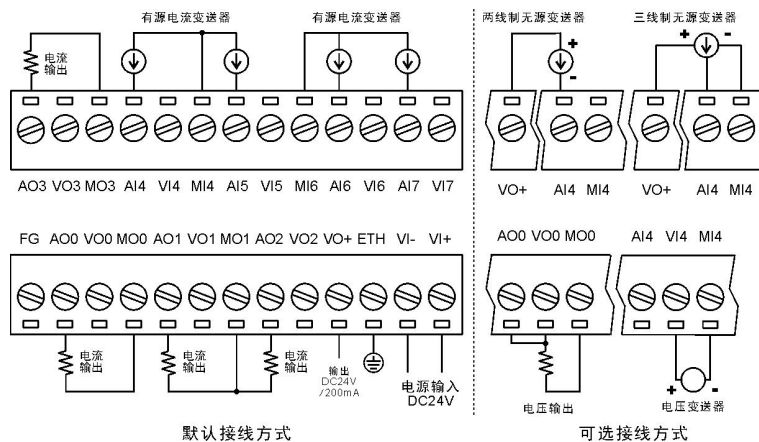 有源电流变送器 有源电流变送器 两线制无源变送器 三线制无源变送器
电流
输出
+
-
+ -
AO3 VO3 MO3 AI4 VI4 MI4 AI5 VI5 MI6 AI6 VI6 AI7 VI7
VO+ AI4 MI4 VO+ AI4 MI4
FG AO0 VO0 MO0 AO1 VO1 MO1 AO2 VO2 VO+ ETH VI- VI+
AO0 VO0 MO0 AI4 VI4 MI4
电流
输出
电流
输出
电流
输出
输出
DC24V
/200mA
电源输入
DC24V
电压输出
+ -
电压变送器
默认接线方式 可选接线方式